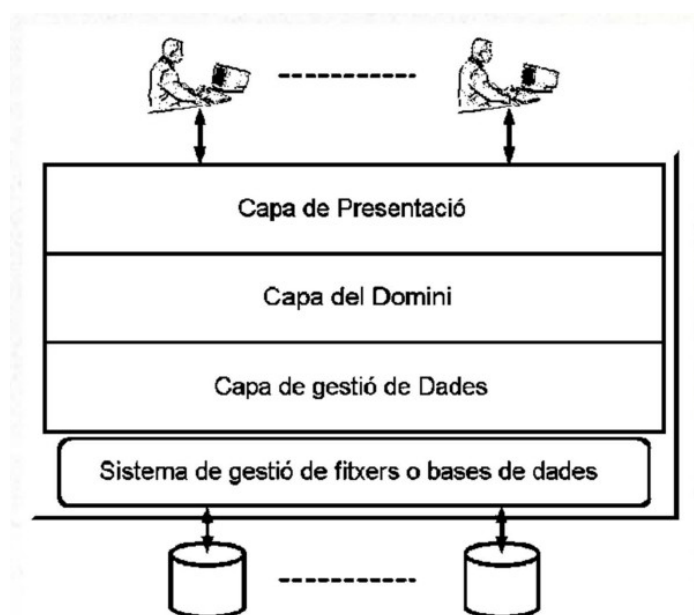 Capa de Presentació
Capa del Domini
Capa de gestió de Dades
Sistema de gestió de fitxers o bases de dades